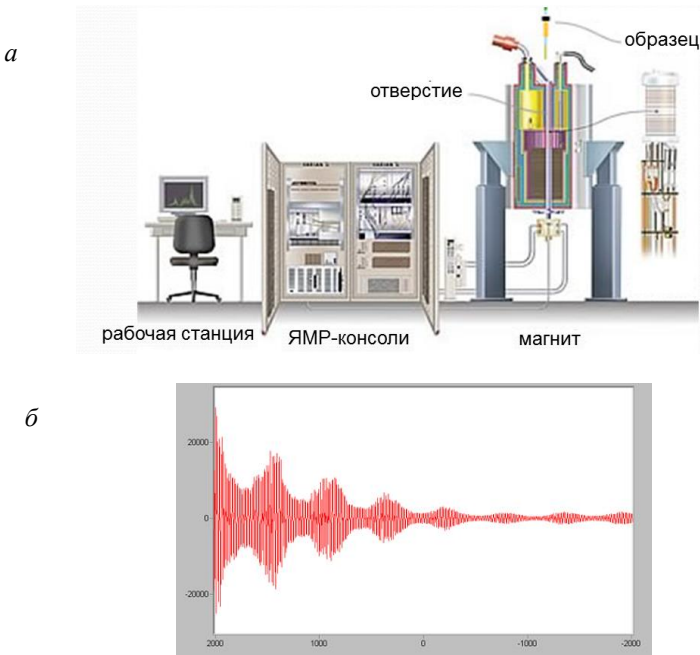 а
образец
отверстие
рабочая станция
ЯМР-консоли
магнит
б
20000
0
-20000
2000
1000
0
-1000
-2000